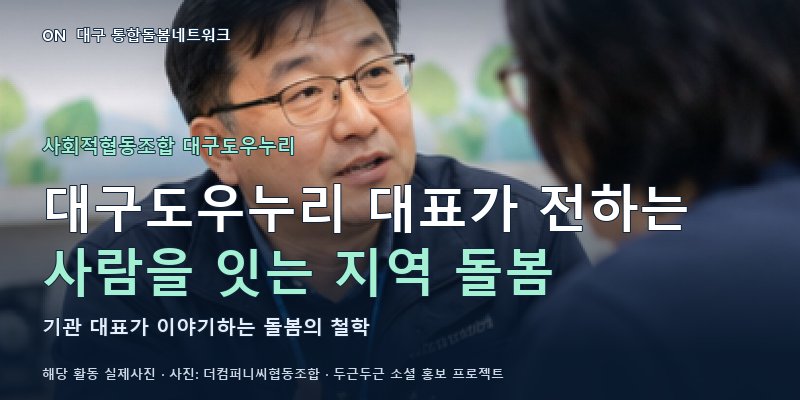 ON 대구 통합돌봄네트워크
사회적협동조합 대구도우누리
대구도우누리 대표가 전하는
사람을 잇는 지역 돌봄
기관 대표가 이야기하는 돌봄의 철학
해당 활동 실제사진 · 사진: 더컴퍼니씨협동조합 · 두근두근 소셜 홍보 프로젝트